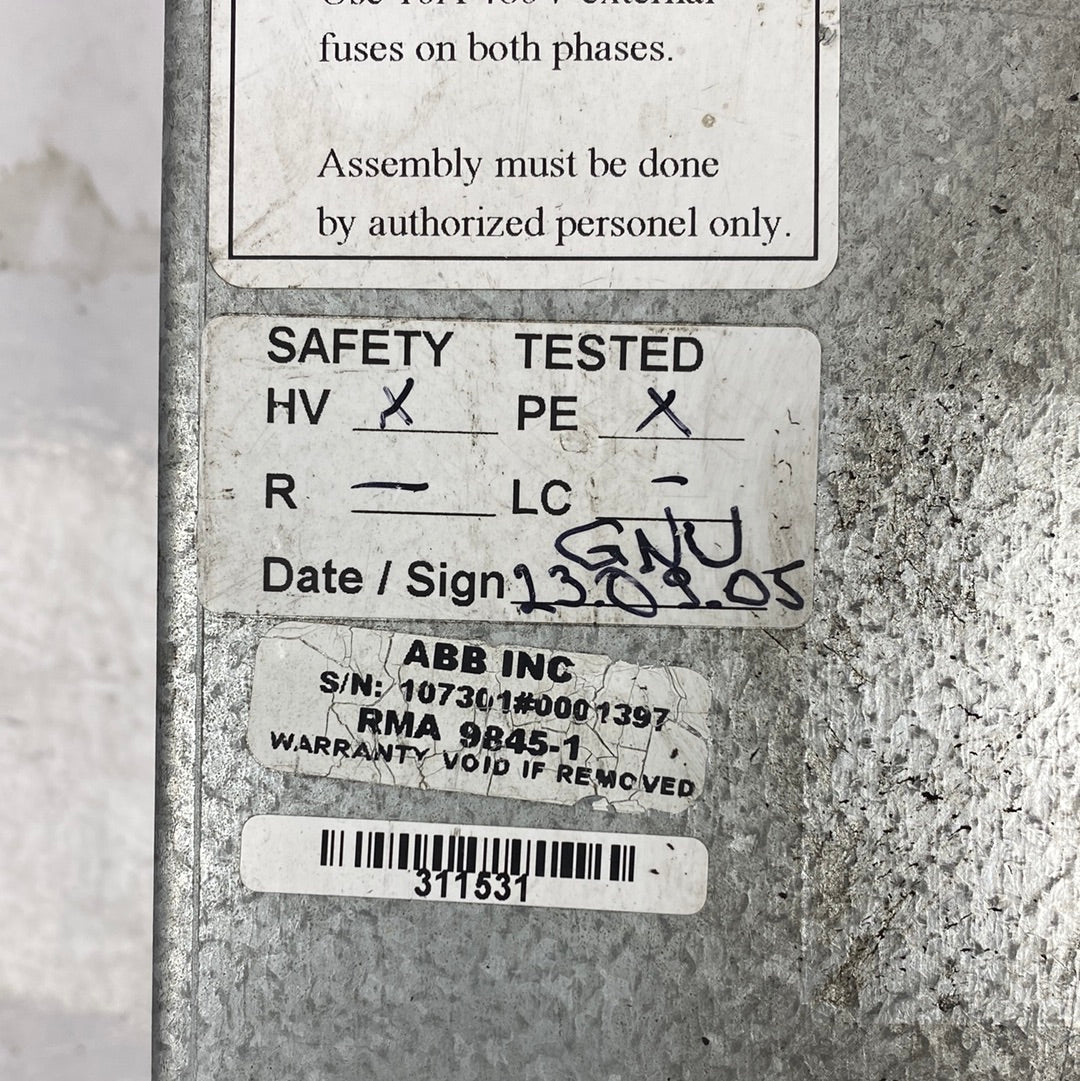 fuses on both phases.
Assembly must be done
by authorized personel only.
SAFETY TESTED
HV X PE X
R — LC -
GNU
Date / Sign 23.09.05
ABB INC
S/N: 107301#0001397
RMA 9845-1
WARRANTY VOID IF REMOVED
311531